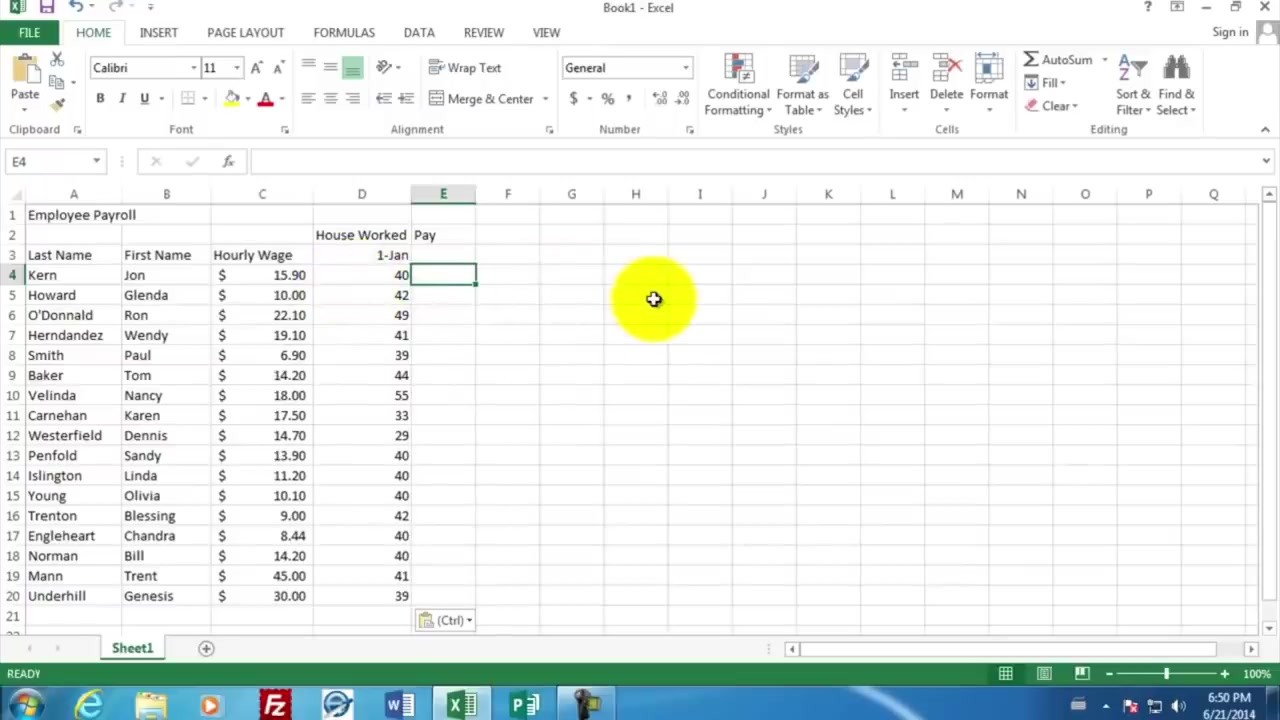 Book1 - Excel
Sign in
FILE HOME INSERT PAGE LAYOUT FORMULAS DATA REVIEW VIEW
Calibri 11 Wrap Text General AutoSum
Paste Merge & Center Conditional Formatting Format as Table Cell Styles Insert Delete Format Fill Clear Sort & Filter Find & Select
Clipboard Font Alignment Number Styles Cells Editing
E4
A B C D E F G H I J K L M N O P Q
1 Employee Payroll
2 House Worked Pay
3 Last Name First Name Hourly Wage 1-Jan
4 Kern Jon $ 15.90 40
5 Howard Glenda $ 10.00 42
6 O'Donnald Ron $ 22.10 49
7 Herndandez Wendy $ 19.10 41
8 Smith Paul $ 6.90 39
9 Baker Tom $ 14.20 44
10 Velinda Nancy $ 18.00 55
11 Carnehan Karen $ 17.50 33
12 Westerfield Dennis $ 14.70 29
13 Penfold Sandy $ 13.90 40
14 Islington Linda $ 11.20 40
15 Young Olivia $ 10.10 40
16 Trenton Blessing $ 9.00 42
17 Engleheart Chandra $ 8.44 40
18 Norman Bill $ 14.20 40
19 Mann Trent $ 45.00 41
20 Underhill Genesis $ 30.00 39
21 (Ctrl)
Sheet1
READY 100%
6:50 PM
6/21/2014